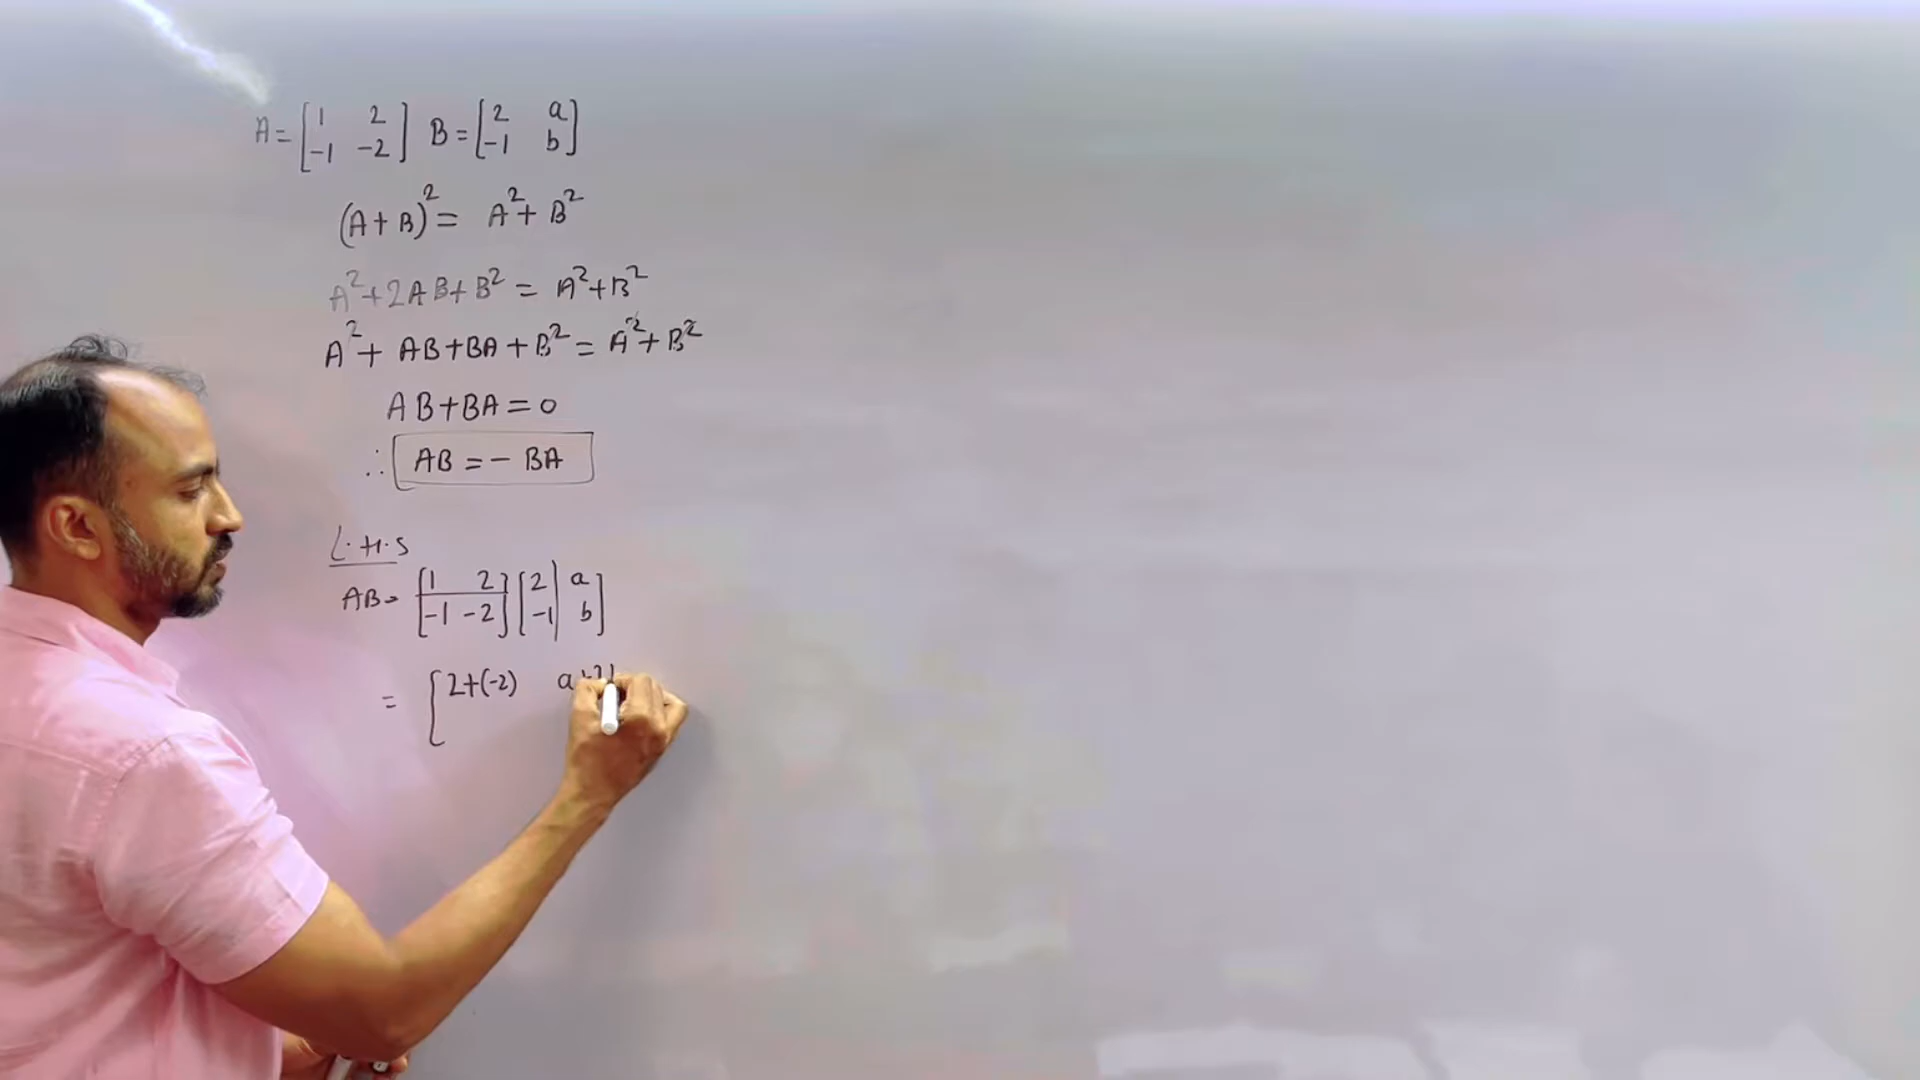 A = [1 2 -1 -2] B = [2 a -1 b]
(A + B)² = A² + B²
A² + 2AB + B² = A² + B²
A² + AB + BA + B² = A² + B²
AB + BA = 0
∴ AB = - BA
L.H.S
AB = [1 2 -1 -2] [2 a -1 b]
= [2+(-2) a